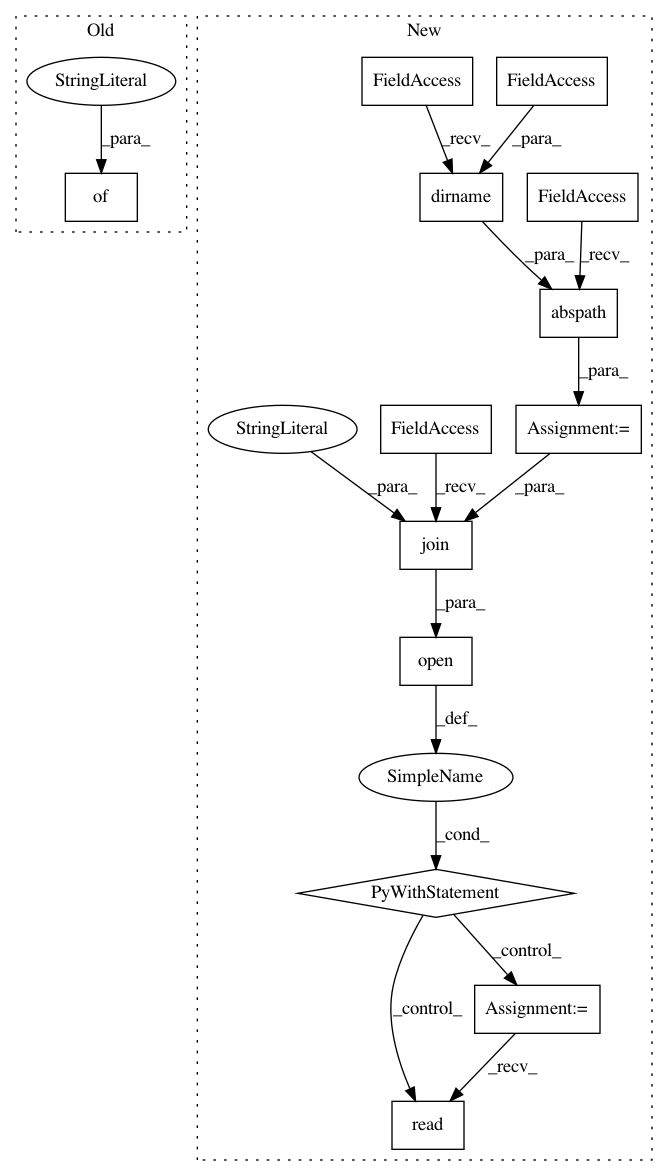 Old
New
StringLiteral
FieldAccess
FieldAccess
_para_
_recv_
_para_
of
dirname
FieldAccess
_para_
_recv_
abspath
_para_
StringLiteral
FieldAccess
Assignment:=
_para_
_recv_
_para_
join
_para_
open
_def_
SimpleName
_cond_
PyWithStatement
_control_
_control_
Assignment:=
_recv_
read